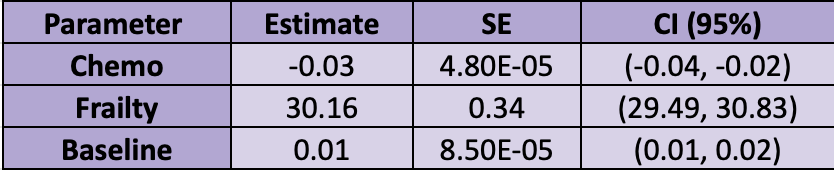 Parameter Estimate SE CI (95%)
Chemo -0.03 4.80E-05 (-0.04, -0.02)
Frailty 30.16 0.34 (29.49, 30.83)
Baseline 0.01 8.50E-05 (0.01, 0.02)